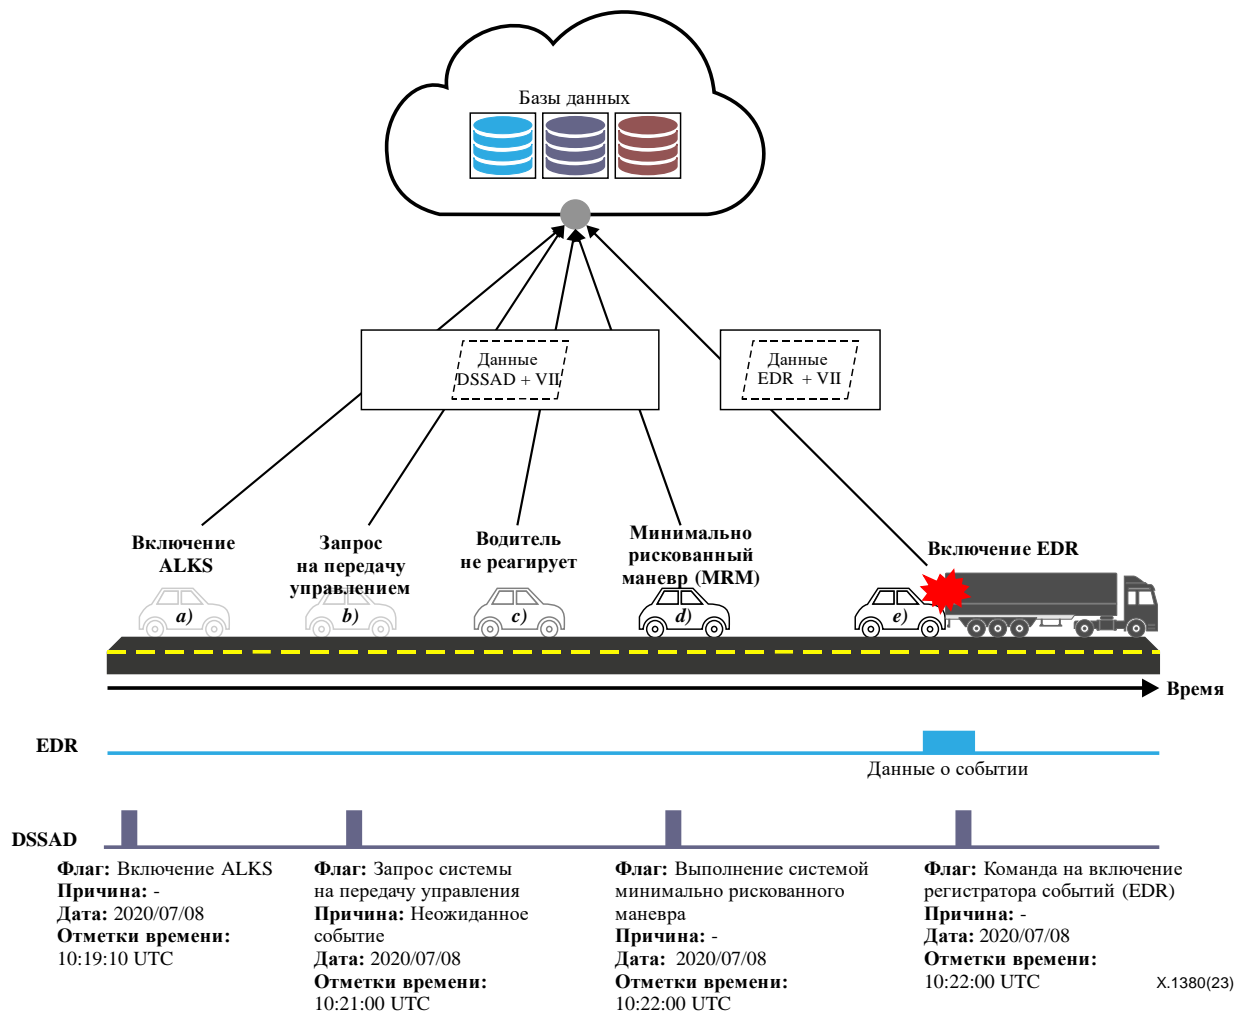 Базы данных
Данные
DSSAD + VII
Данные
EDR + VII
Включение
ALKS
Запрос
на передачу
управлением
Водитель
не реагирует
Минимально
рискованный
маневр (MRM)
Включение EDR
a)
b)
c)
d)
e)
Время
EDR
Данные о событии
DSSAD
Флаг: Включение ALKS
Причина: -
Дата: 2020/07/08
Отметки времени:
10:19:10 UTC
Флаг: Запрос системы
на передачу управления
Причина: Неожиданное
событие
Дата: 2020/07/08
Отметки времени:
10:21:00 UTC
Флаг: Выполнение системой
минимально рискованного
маневра
Причина: -
Дата: 2020/07/08
Отметки времени:
10:22:00 UTC
Флаг: Команда на включение
регистратора событий (EDR)
Причина: -
Дата: 2020/07/08
Отметки времени:
10:22:00 UTC
X.1380(23)